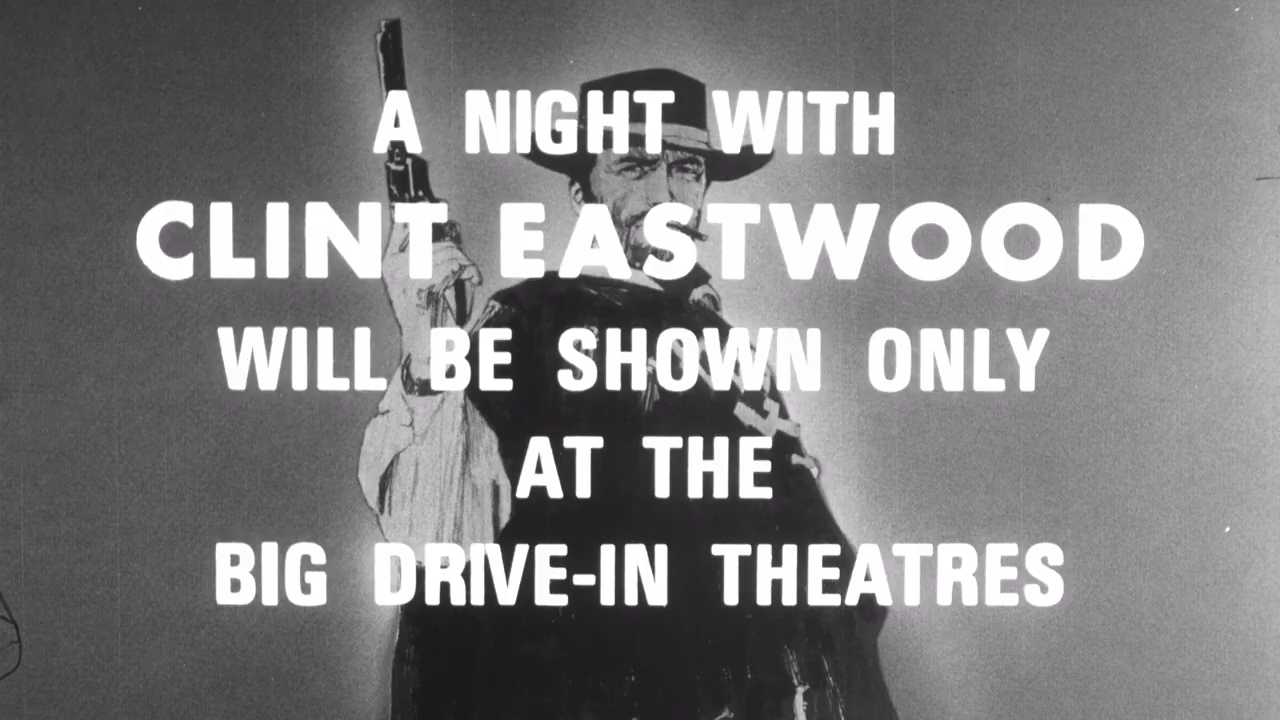 A NIGHT WITH
CLINT EASTWOOD
WILL BE SHOWN ONLY
AT THE
BIG DRIVE-IN THEATRES